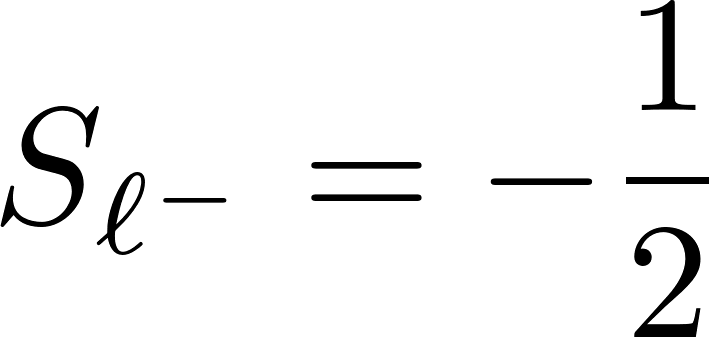 $S_{\ell^-} = -\frac{1}{2}$